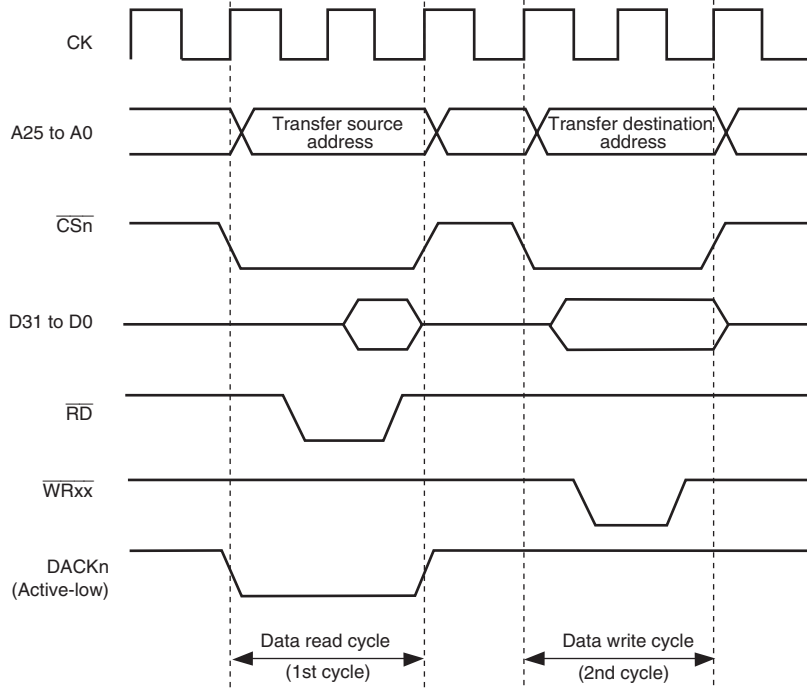 CK
A25 to A0
Transfer source
address
Transfer destination
address
CSn
D31 to D0
RD
WRxx
DACKn
(Active-low)
Data read cycle
(1st cycle)
Data write cycle
(2nd cycle)